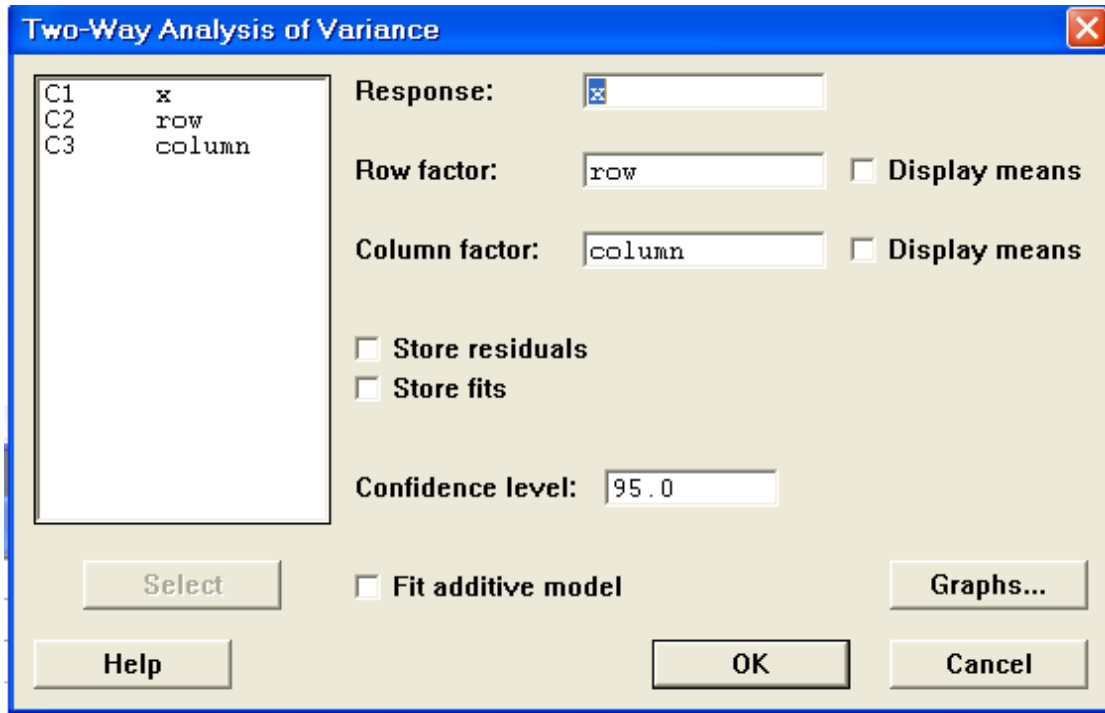 Two-Way Analysis of Variance
C1 x
C2 row
C3 column
Response: x
Row factor: row Display means
Column factor: column Display means
Store residuals
Store fits
Confidence level: 95.0
Select Fit additive model Graphs...
Help OK Cancel